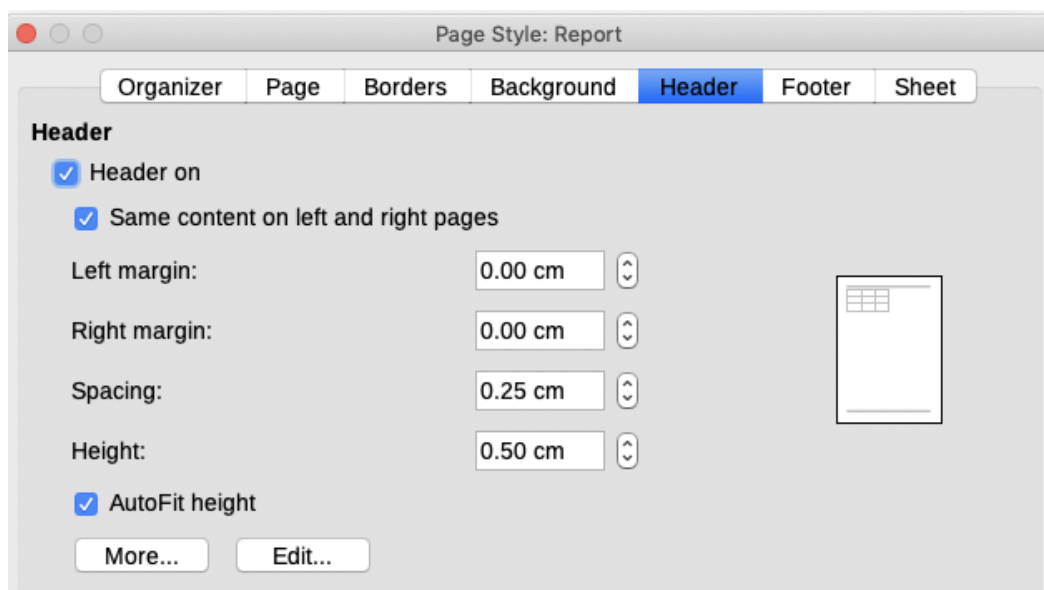 Page Style: Report
Organizer Page Borders Background Header Footer Sheet
Header
Header on
Same content on left and right pages
Left margin: 0.00 cm
Right margin: 0.00 cm
Spacing: 0.25 cm
Height: 0.50 cm
AutoFit height
More... Edit...